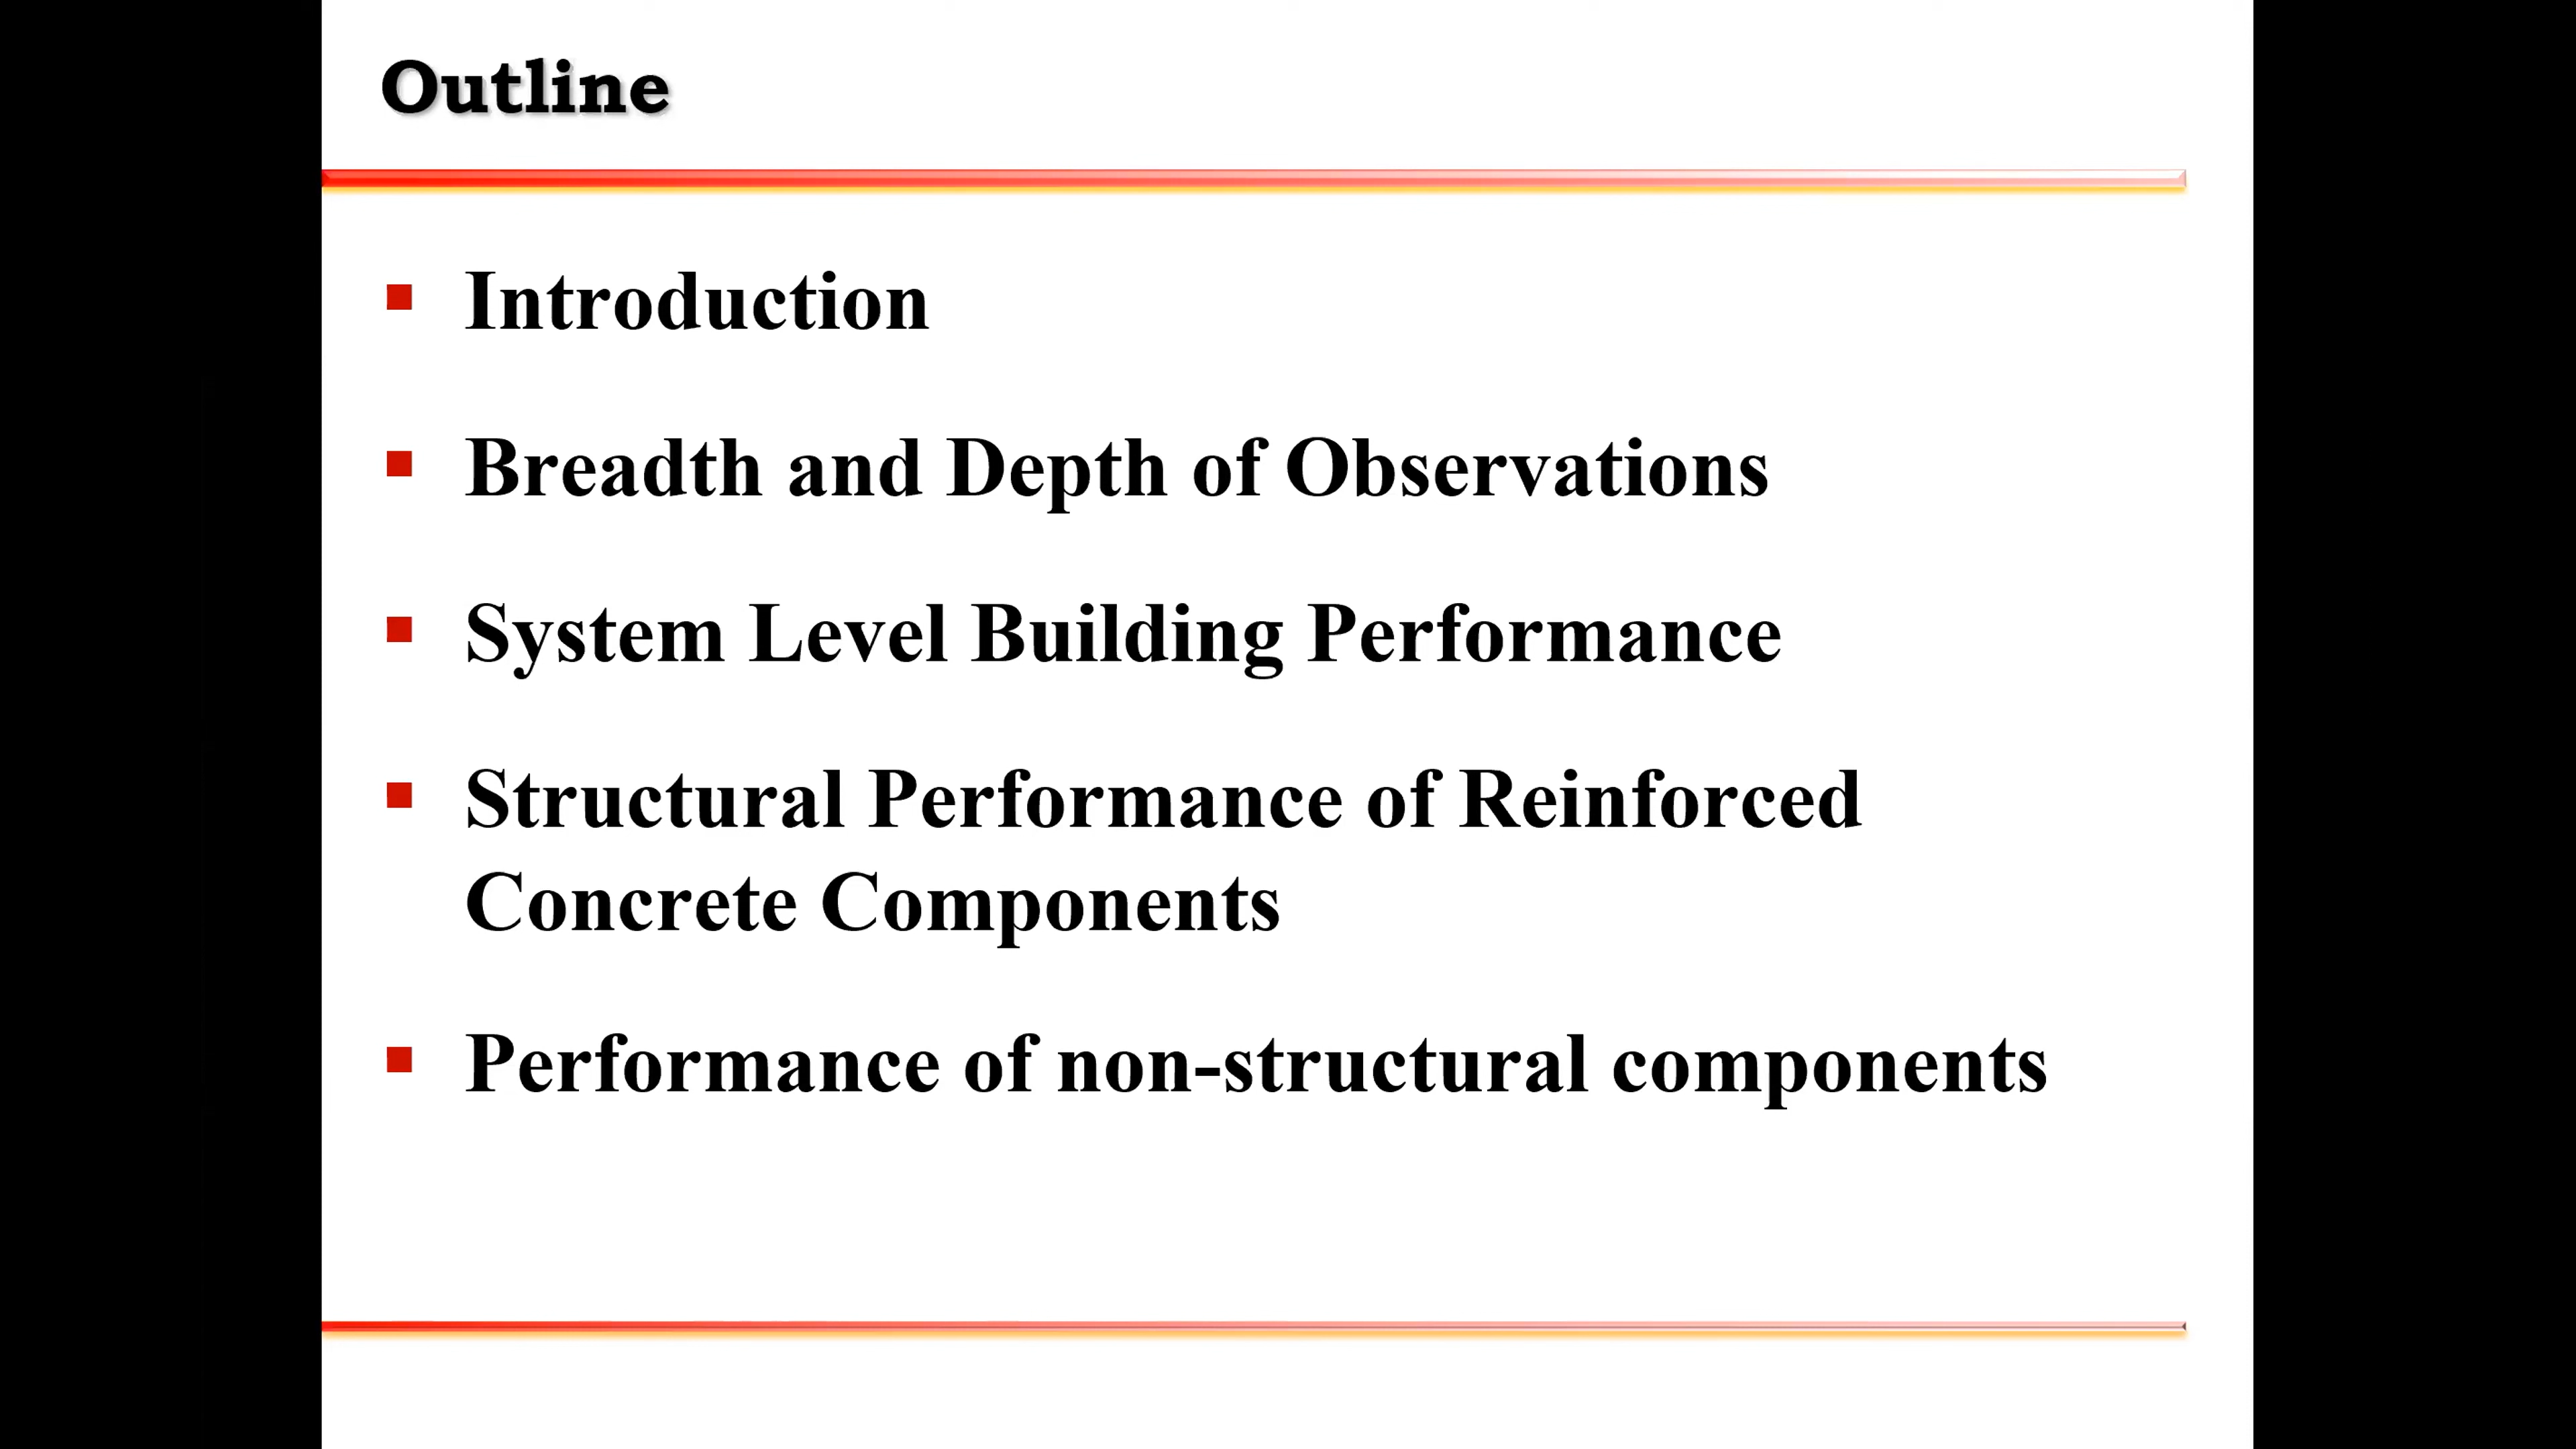 Outline
Introduction
Breadth and Depth of Observations
System Level Building Performance
Structural Performance of Reinforced
Concrete Components
Performance of non-structural components